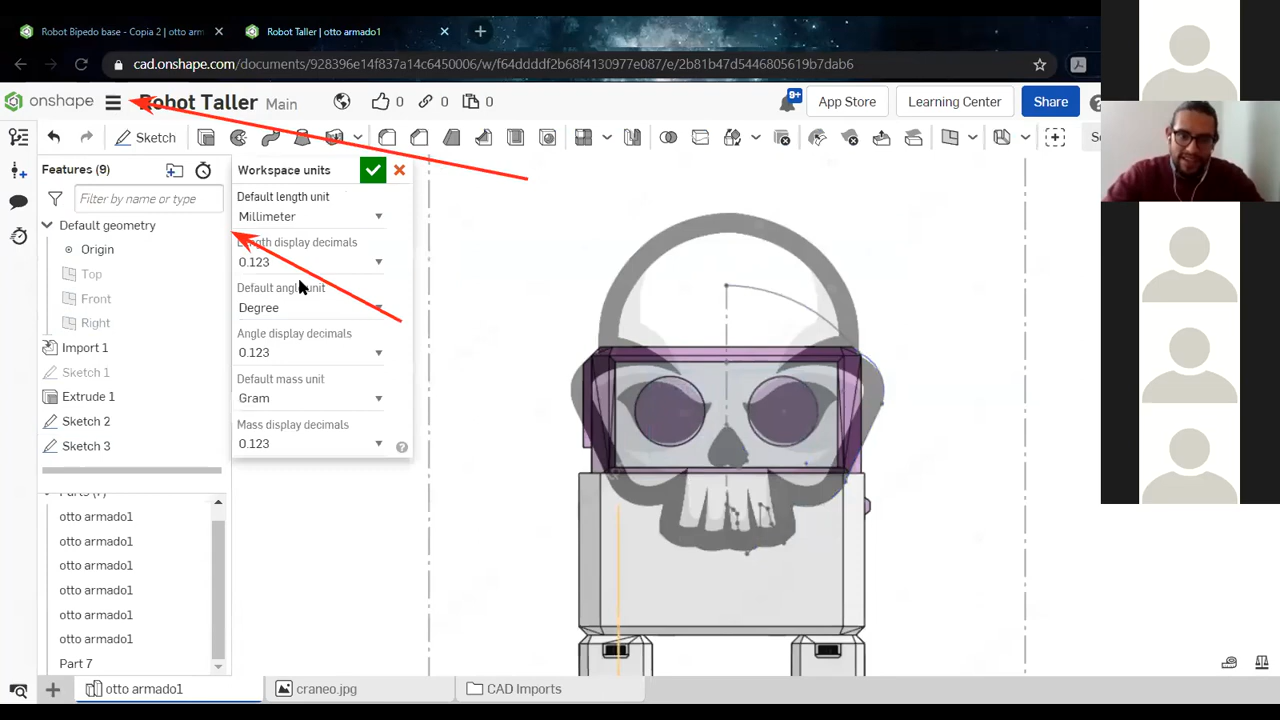 Robot Bípedo base - Copia 2 | otto arm
Robot Taller | otto armado1
cad.onshape.com/documents/928396e14f837a14c6450006/w/f64ddddf2b68f4130977e087/e/2b81b47d5446805619b7dab6
onshape Robot Taller Main 0 0 0 9+ App Store Learning Center Share
Sketch
Features (9)
Filter by name or type
Default geometry
Origin
Top
Front
Right
Import 1
Sketch 1
Extrude 1
Sketch 2
Sketch 3
Workspace units
Default length unit
Millimeter
Length display decimals
0.123
Default angle unit
Degree
Angle display decimals
0.123
Default mass unit
Gram
Mass display decimals
0.123
otto armado1
otto armado1
otto armado1
otto armado1
otto armado1
otto armado1
Part 7
otto armado1
craneo.jpg
CAD Imports